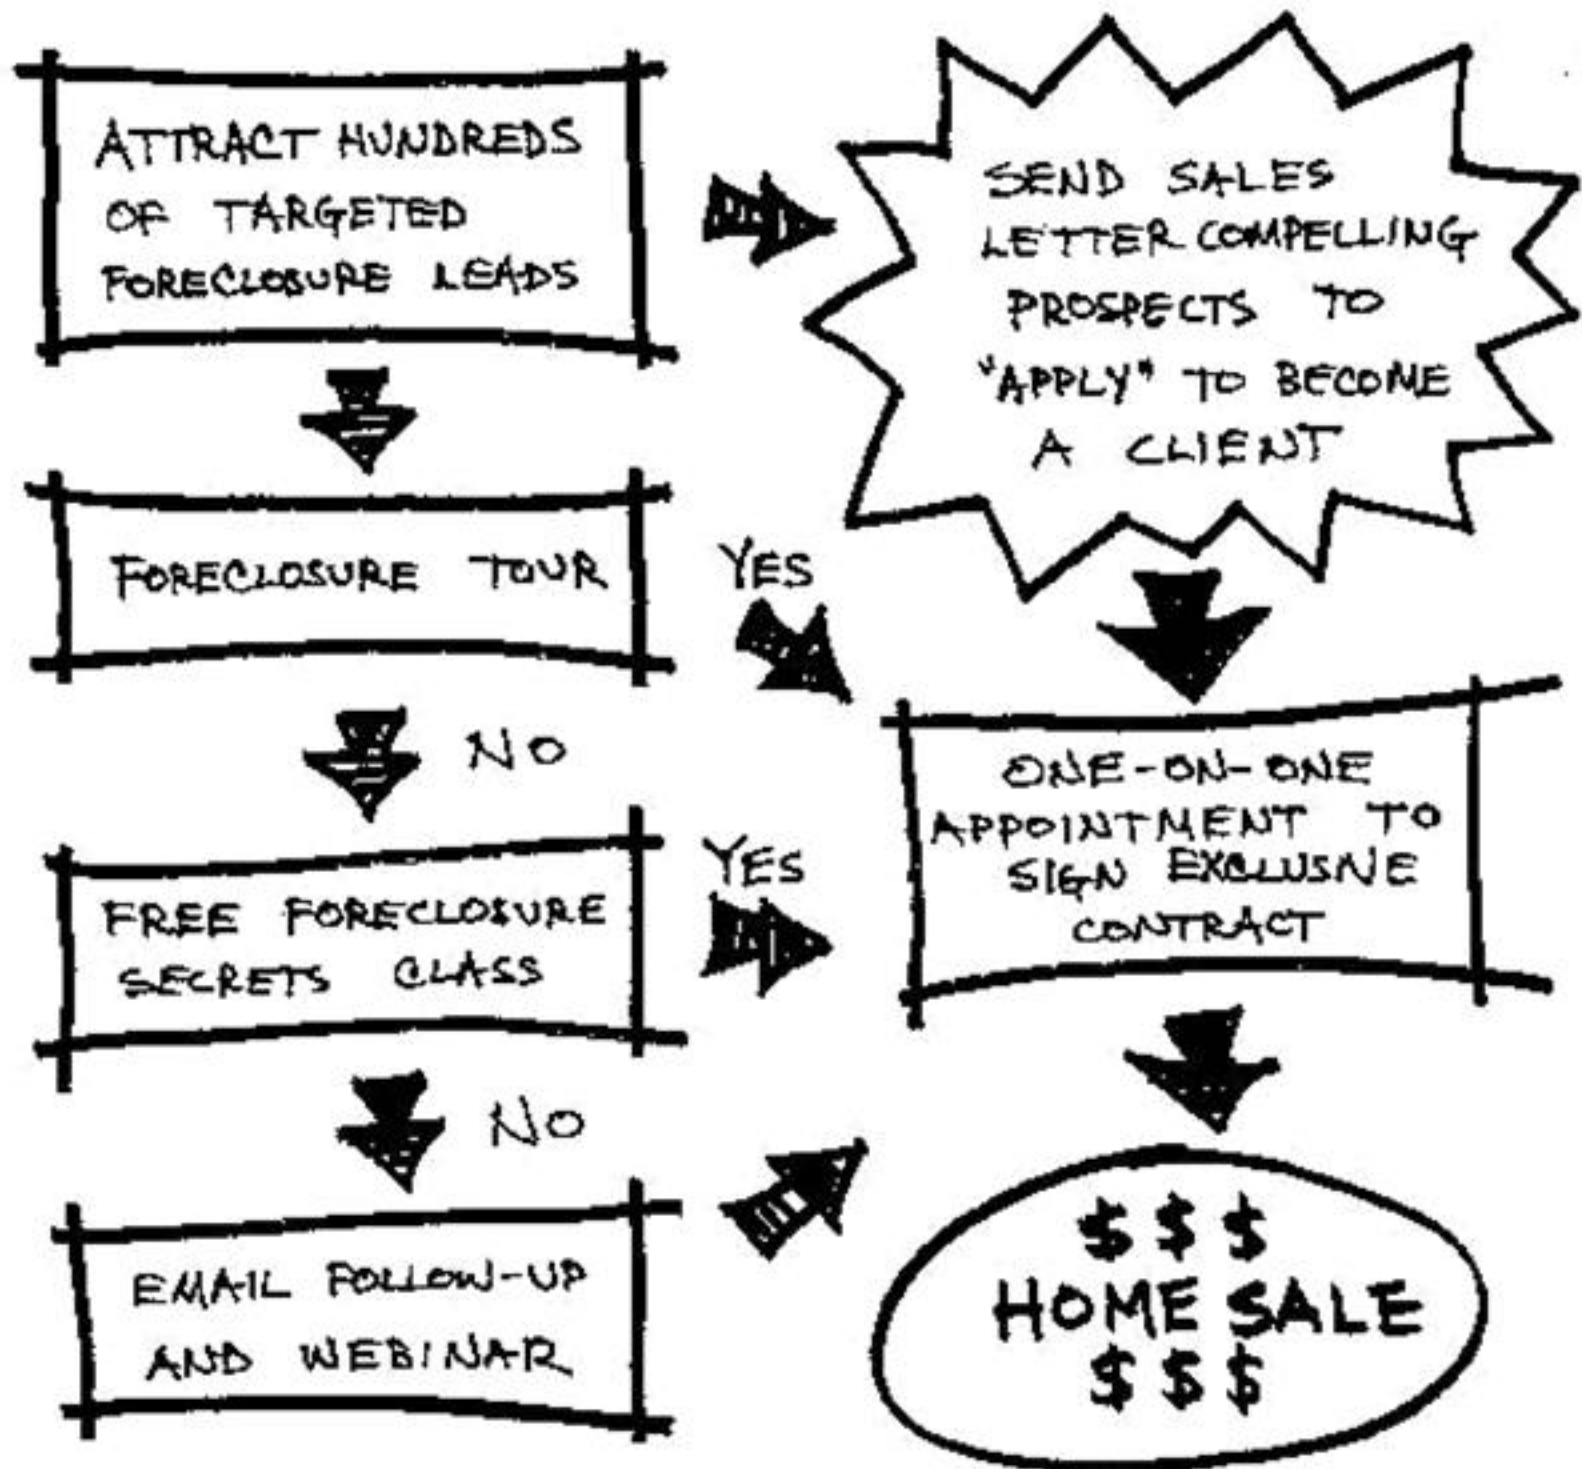 ATTRACT HUNDREDS
OF TARGETED
FORECLOSURE LEADS
SEND SALES
LETTER COMPELLING
PROSPECTS TO
"APPLY" TO BECOME
A CLIENT
FORECLOSURE TOUR
YES
NO
ONE-ON-ONE
APPOINTMENT TO
SIGN EXCLUSIVE
CONTRACT
FREE FORECLOSURE
SECRETS CLASS
YES
NO
EMAIL FOLLOW-UP
AND WEBINAR
$ $ $
HOME SALE
$ $ $